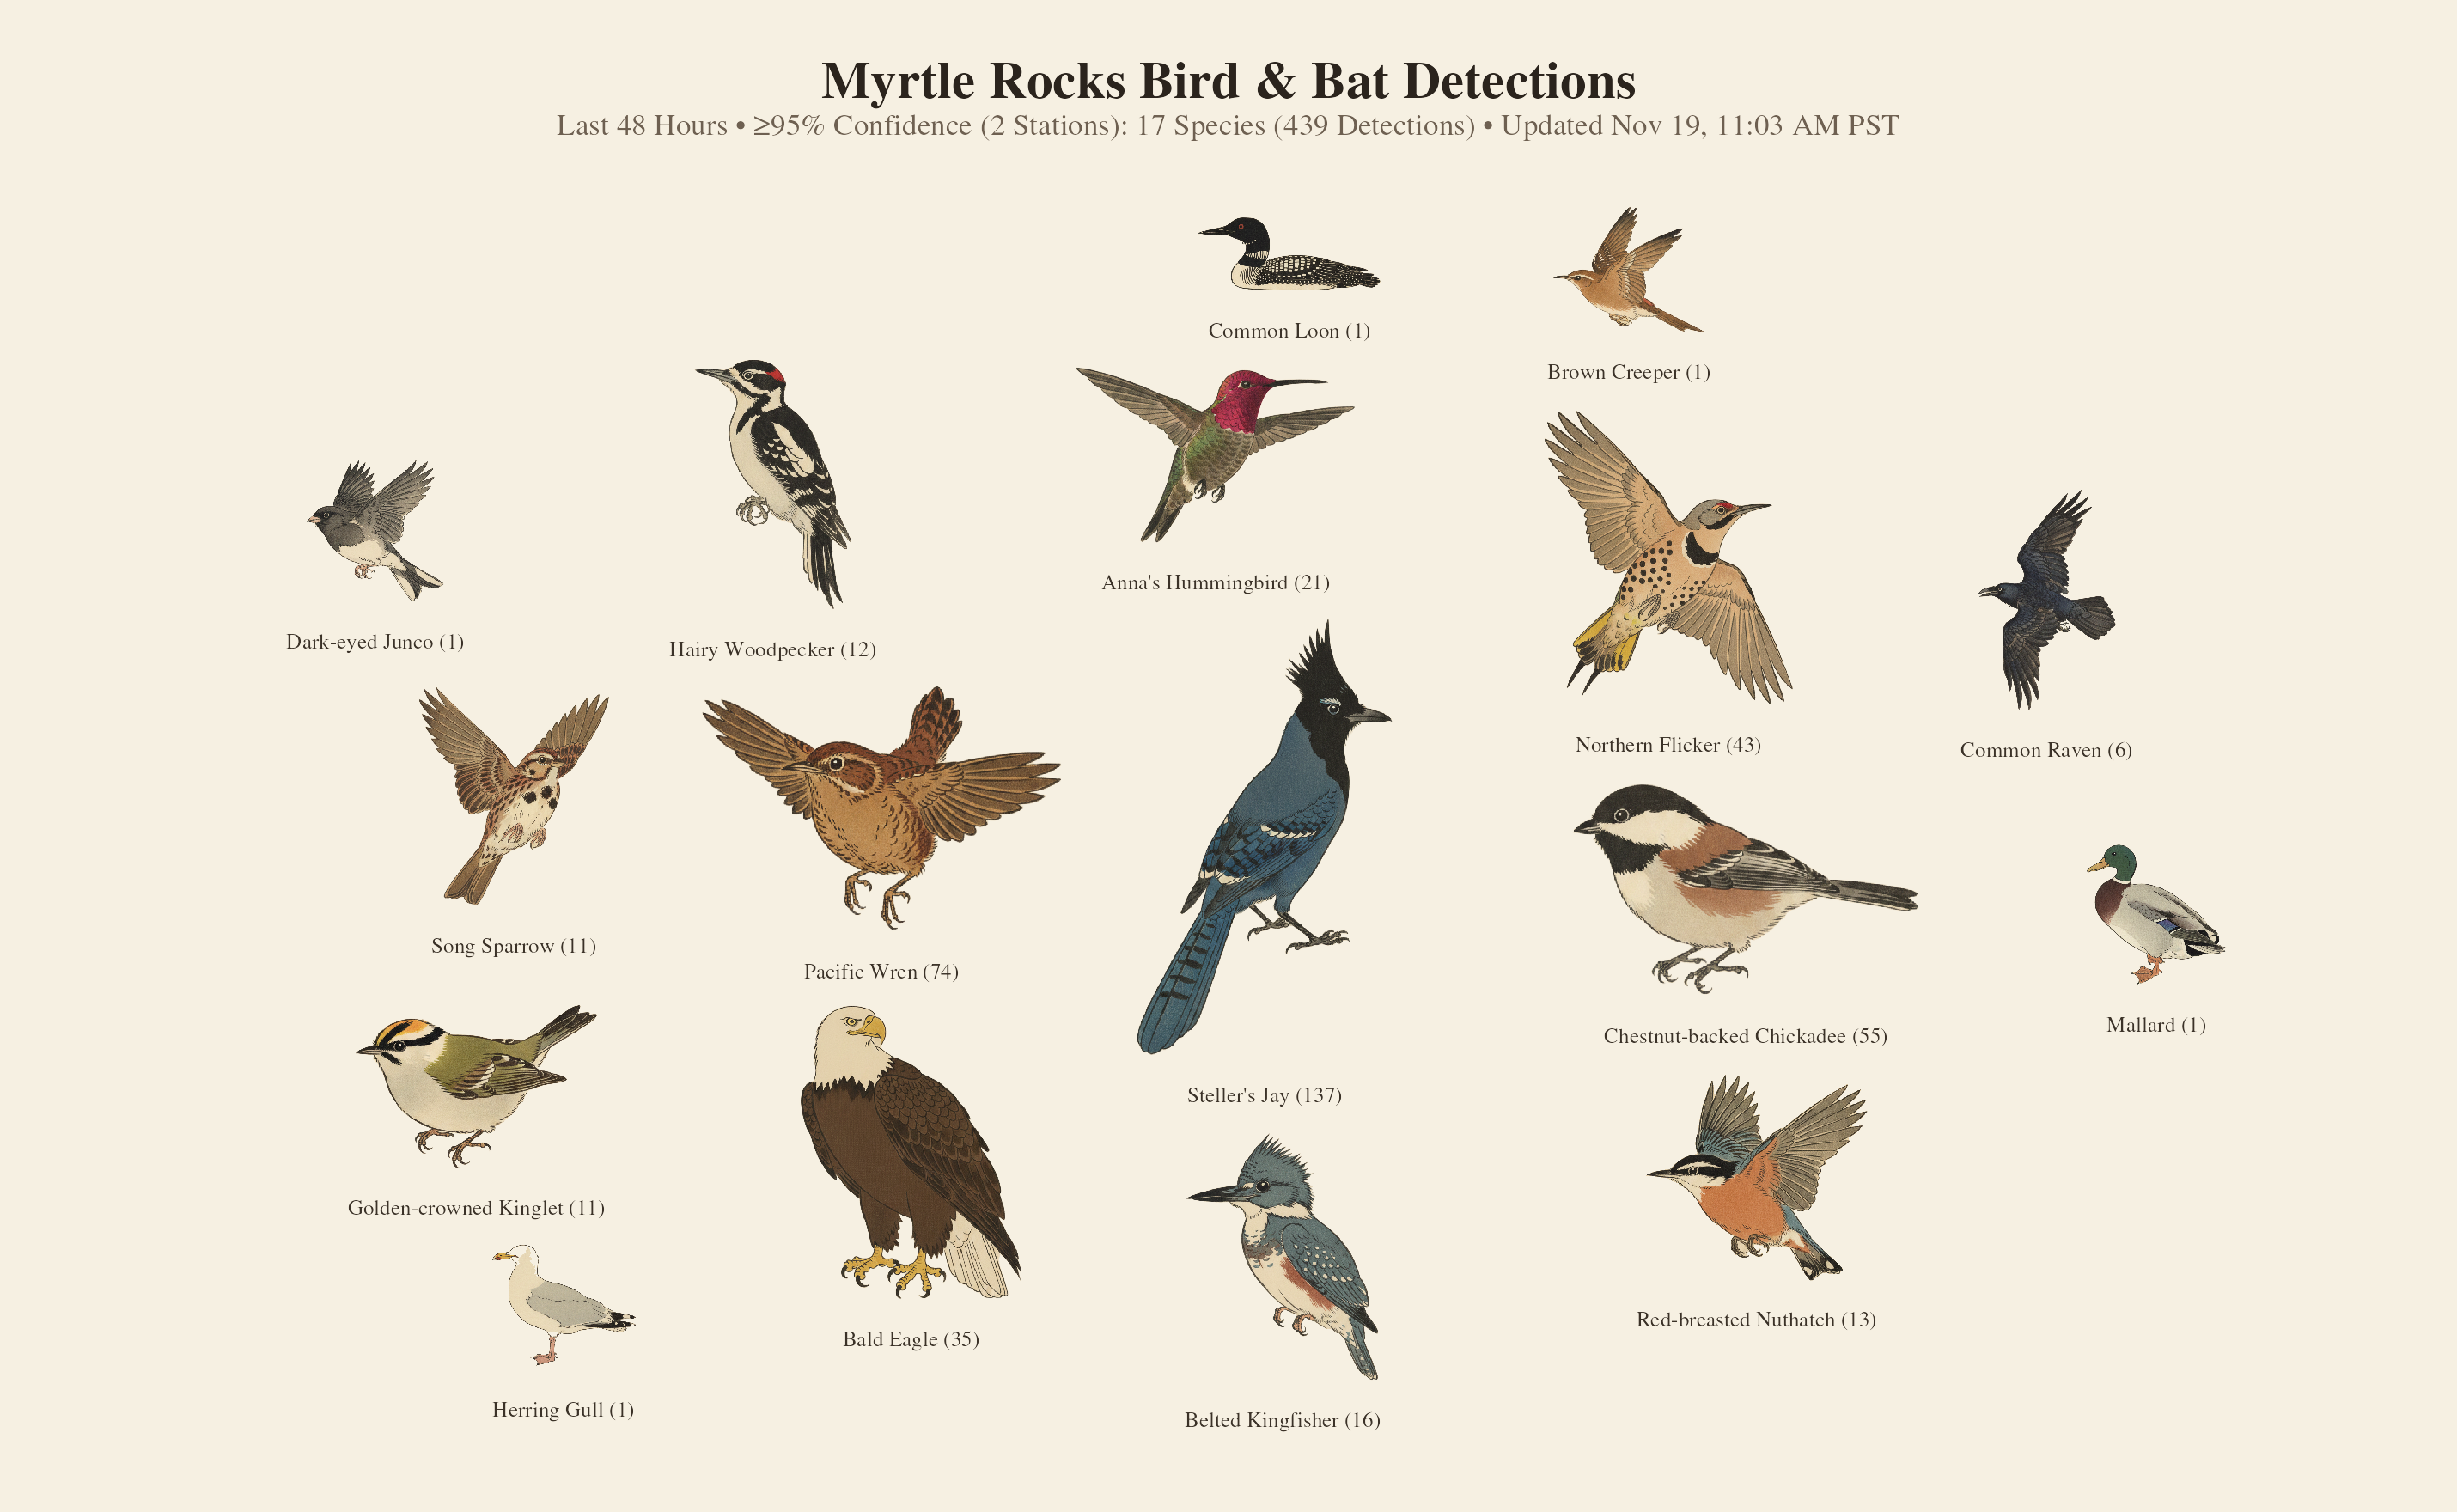 Myrtle Rocks Bird & Bat Detections
Last 48 Hours • ≥95% Confidence (2 Stations): 17 Species (439 Detections) • Updated Nov 19, 11:03 AM PST
Common Loon (1)
Brown Creeper (1)
Anna's Hummingbird (21)
Dark-eyed Junco (1)
Hairy Woodpecker (12)
Northern Flicker (43)
Common Raven (6)
Song Sparrow (11)
Pacific Wren (74)
Mallard (1)
Chestnut-backed Chickadee (55)
Steller's Jay (137)
Golden-crowned Kinglet (11)
Red-breasted Nuthatch (13)
Bald Eagle (35)
Herring Gull (1)
Belted Kingfisher (16)